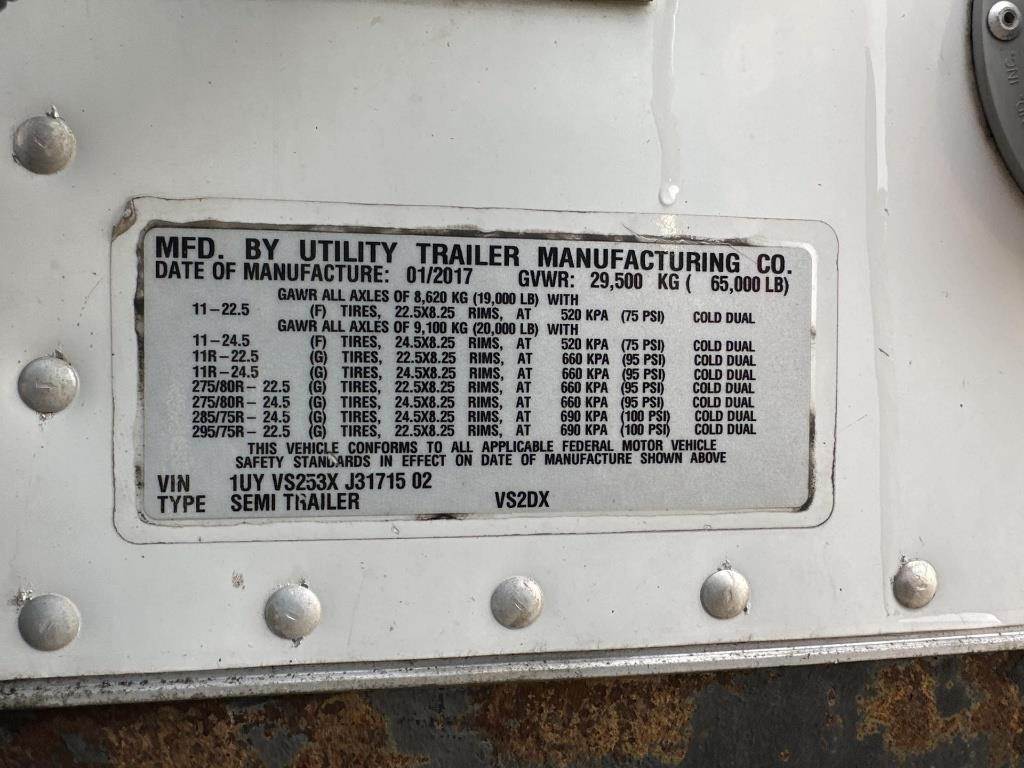 MFD. BY UTILITY TRAILER MANUFACTURING CO.
DATE OF MANUFACTURE: 01/2017 GVWR: 29,500 KG ( 65,000 LB)
GAWR ALL AXLES OF 8,620 KG (19,000 LB) WITH
11-22.5 (F) TIRES, 22.5X8.25 RIMS, AT 520 KPA (75 PSI) COLD DUAL
GAWR ALL AXLES OF 9,100 KG (20,000 LB) WITH
11-24.5 (F) TIRES, 24.5X8.25 RIMS, AT 520 KPA (75 PSI) COLD DUAL
11R-22.5 (G) TIRES, 22.5X8.25 RIMS, AT 660 KPA (95 PSI) COLD DUAL
11R-24.5 (G) TIRES, 24.5X8.25 RIMS, AT 660 KPA (95 PSI) COLD DUAL
275/80R- 22.5 (G) TIRES, 22.5X8.25 RIMS, AT 660 KPA (95 PSI) COLD DUAL
275/80R- 24.5 (G) TIRES, 24.5X8.25 RIMS, AT 660 KPA (95 PSI) COLD DUAL
285/75R- 24.5 (G) TIRES, 24.5X8.25 RIMS, AT 690 KPA (100 PSI) COLD DUAL
295/75R- 22.5 (G) TIRES, 22.5X8.25 RIMS, AT 690 KPA (100 PSI) COLD DUAL
THIS VEHICLE CONFORMS TO ALL APPLICABLE FEDERAL MOTOR VEHICLE
SAFETY STANDARDS IN EFFECT ON DATE OF MANUFACTURE SHOWN ABOVE
VIN 1UY VS253X J31715 02
TYPE SEMI TRAILER VS2DX
INC.